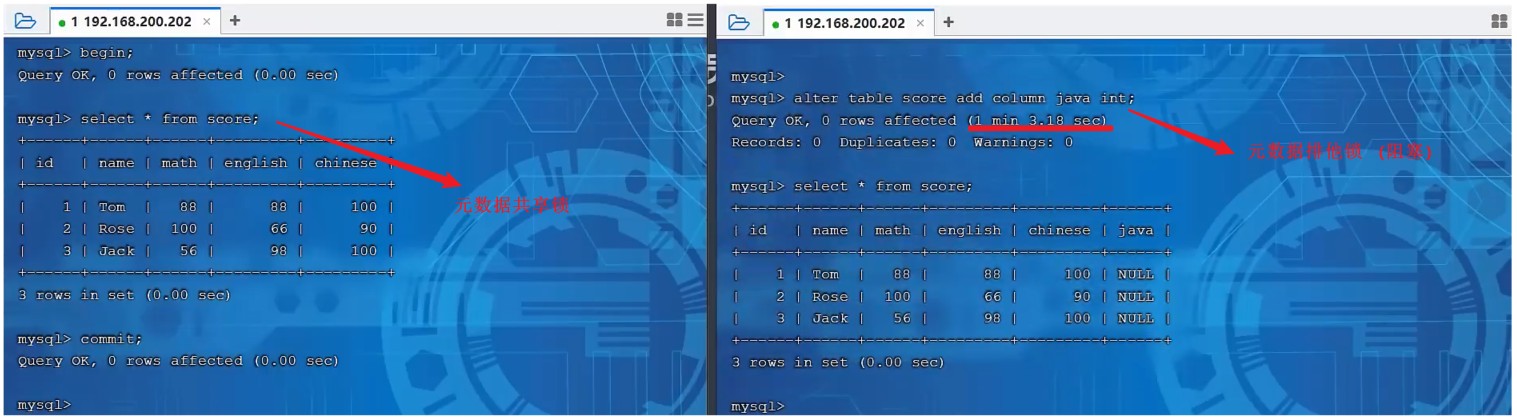 1 192.168.200.202 × +
mysql> begin;
Query OK, 0 rows affected (0.00 sec)
mysql> select * from score;
+------+------+------+---------+---------+
| id   | name | math | english | chinese |
+------+------+------+---------+---------+
|    1 | Tom  |   88 |      88 |     100 |
|    2 | Rose |  100 |      66 |      90 |
|    3 | Jack |   56 |      98 |     100 |
+------+------+------+---------+---------+
元数据共享锁
3 rows in set (0.00 sec)
mysql> commit;
Query OK, 0 rows affected (0.00 sec)
mysql>
1 192.168.200.202 × +
mysql>
mysql> alter table score add column java int;
Query OK, 0 rows affected (1 min 3.18 sec)
Records: 0  Duplicates: 0  Warnings: 0
元数据排他锁（阻塞）
mysql> select * from score;
+------+------+------+---------+---------+------+
| id   | name | math | english | chinese | java |
+------+------+------+---------+---------+------+
|    1 | Tom  |   88 |      88 |     100 | NULL |
|    2 | Rose |  100 |      66 |      90 | NULL |
|    3 | Jack |   56 |      98 |     100 | NULL |
+------+------+------+---------+---------+------+
3 rows in set (0.00 sec)
mysql>